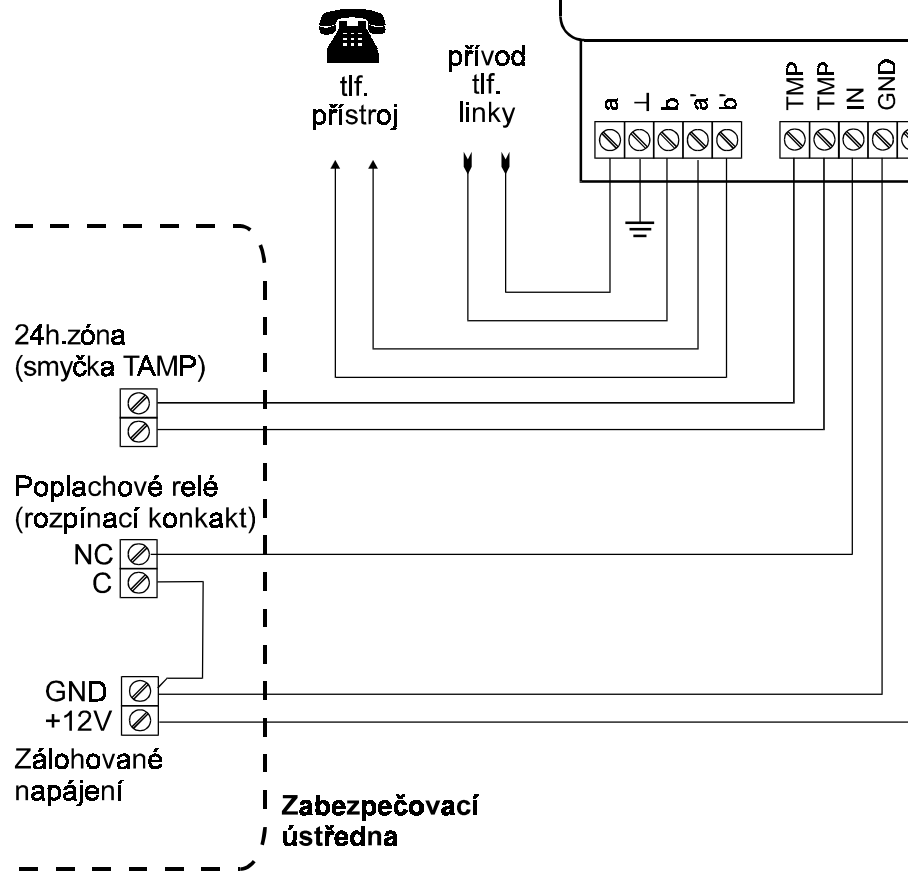 tlf.
přístroj
přívod
tlf.
linky
a
⊥
b
a'
b'
TMP
TMP
IN
GND
24h.zóna
(smyčka TAMP)
Poplachové relé
(rozpínací konkakt)
NC
C
GND
+12V
Zálohované
napájení
Zabezpečovací
ústředna